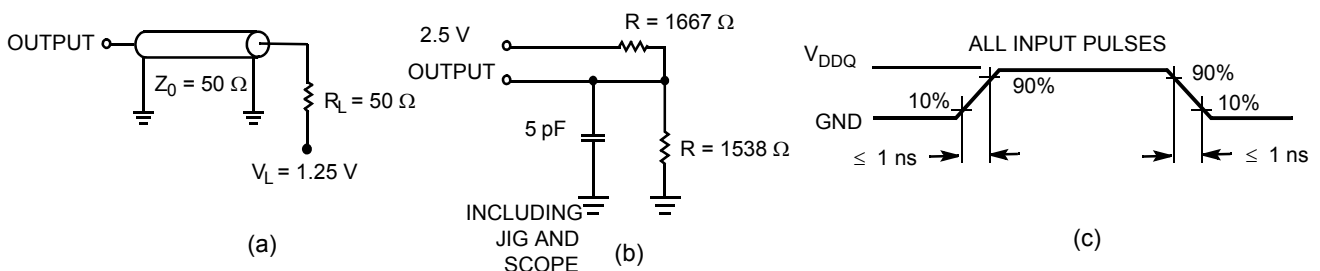 OUTPUT
Z0 = 50 Ω
RL = 50 Ω
VL = 1.25 V
(a)
R = 1667 Ω
2.5 V
OUTPUT
5 pF
R = 1538 Ω
INCLUDING
JIG AND
SCOPE
(b)
ALL INPUT PULSES
VDDQ
GND
10%
90%
90%
10%
≤ 1 ns
≤ 1 ns
(c)